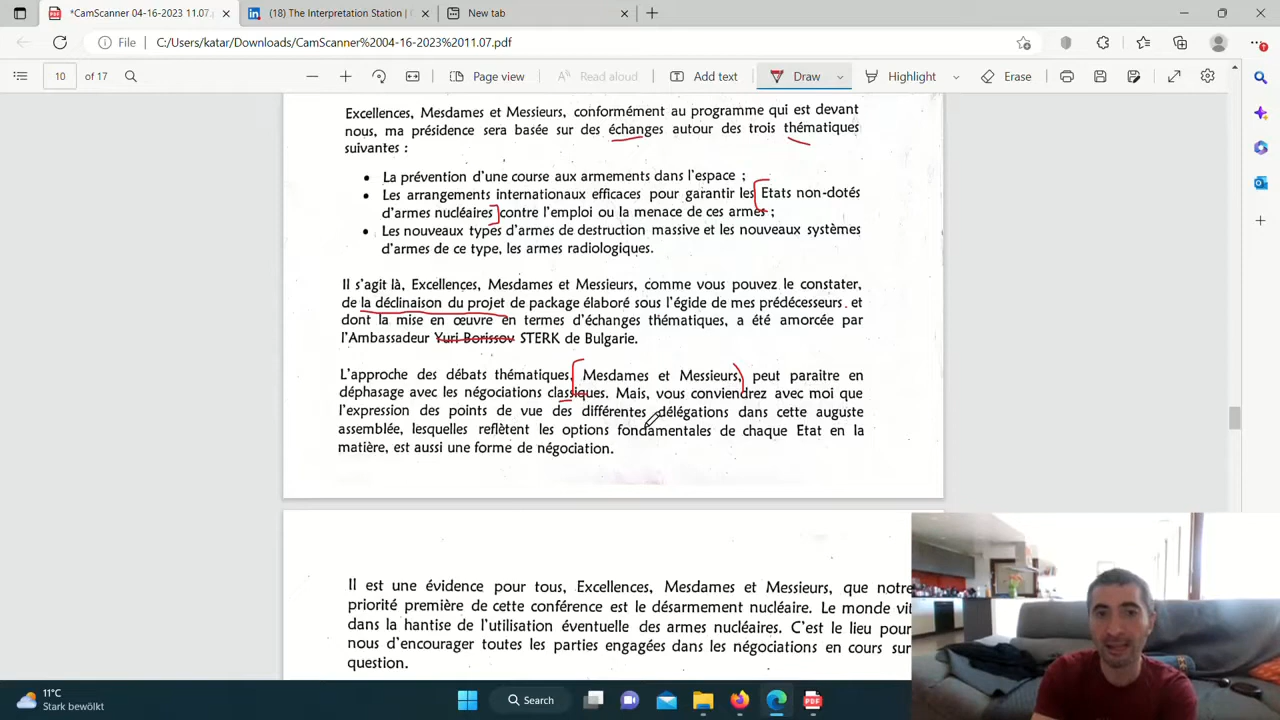 *CamScanner 04-16-2023 11.07.p
(18) The Interpretation Station | C
New tab
File
C:/Users/katar/Downloads/CamScanner%2004-16-2023%2011.07.pdf
10 of 17
Page view
Read aloud
Add text
Draw
Highlight
Erase
Excellences, Mesdames et Messieurs, conformément au programme qui est devant
nous, ma présidence sera basée sur des échanges autour des trois thématiques
suivantes :
• La prévention d'une course aux armements dans l'espace ;
• Les arrangements internationaux efficaces pour garantir les Etats non-dotés
d'armes nucléaires contre l'emploi ou la menace de ces armes ;
• Les nouveaux types d'armes de destruction massive et les nouveaux systèmes
d'armes de ce type, les armes radiologiques.
Il s'agit là, Excellences, Mesdames et Messieurs, comme vous pouvez le constater,
de la déclinaison du projet de package élaboré sous l'égide de mes prédécesseurs . et
dont la mise en œuvre en termes d'échanges thématiques, a été amorcée par
l'Ambassadeur Yuri Borissov STERK de Bulgarie.
L'approche des débats thématiques, Mesdames et Messieurs, peut paraitre en
déphasage avec les négociations classiques. Mais, vous conviendrez avec moi que
l'expression des points de vue des différentes délégations dans cette auguste
assemblée, lesquelles reflètent les options fondamentales de chaque Etat en la
matière, est aussi une forme de négociation.
Il est une évidence pour tous, Excellences, Mesdames et Messieurs, que notre
priorité première de cette conférence est le désarmement nucléaire. Le monde vit
dans la hantise de l'utilisation éventuelle des armes nucléaires. C'est le lieu pour
nous d'encourager toutes les parties engagées dans les négociations en cours sur
question.
11°C
Stark bewölkt
Search